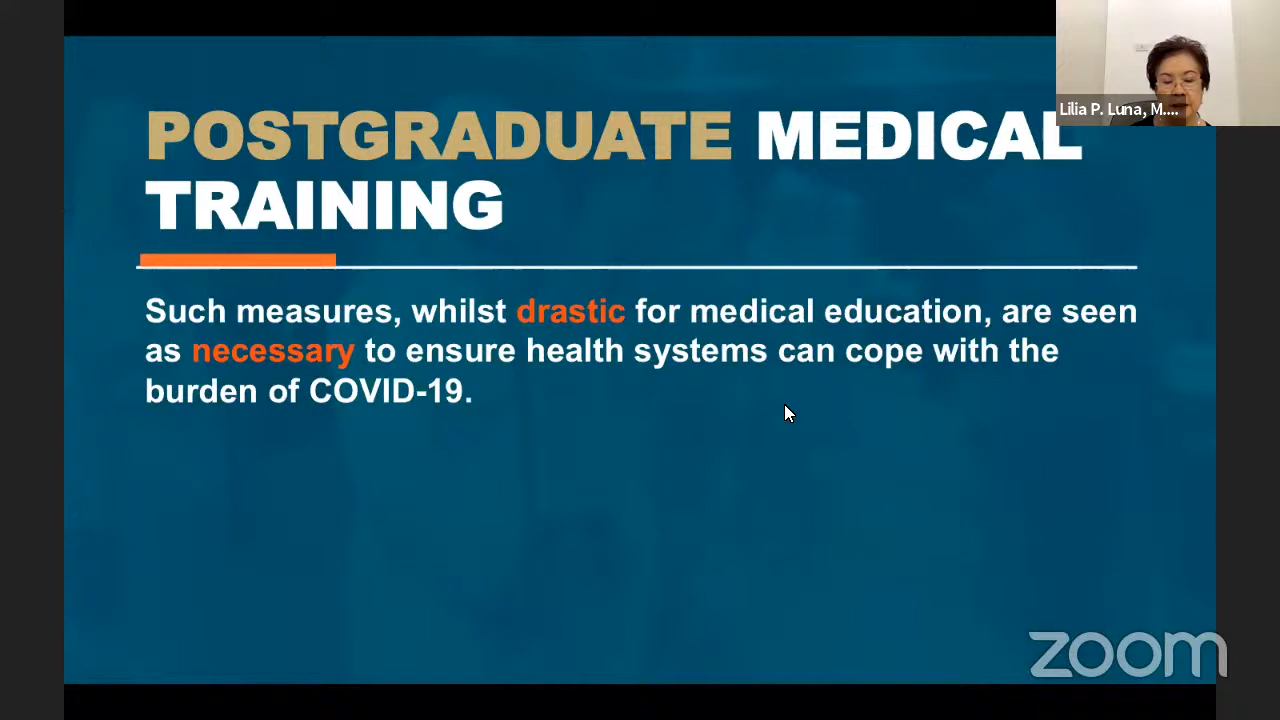 POSTGRADUATE MEDICAL
TRAINING
Lilia P. Luna, M....
Such measures, whilst drastic for medical education, are seen
as necessary to ensure health systems can cope with the
burden of COVID-19.
zoom